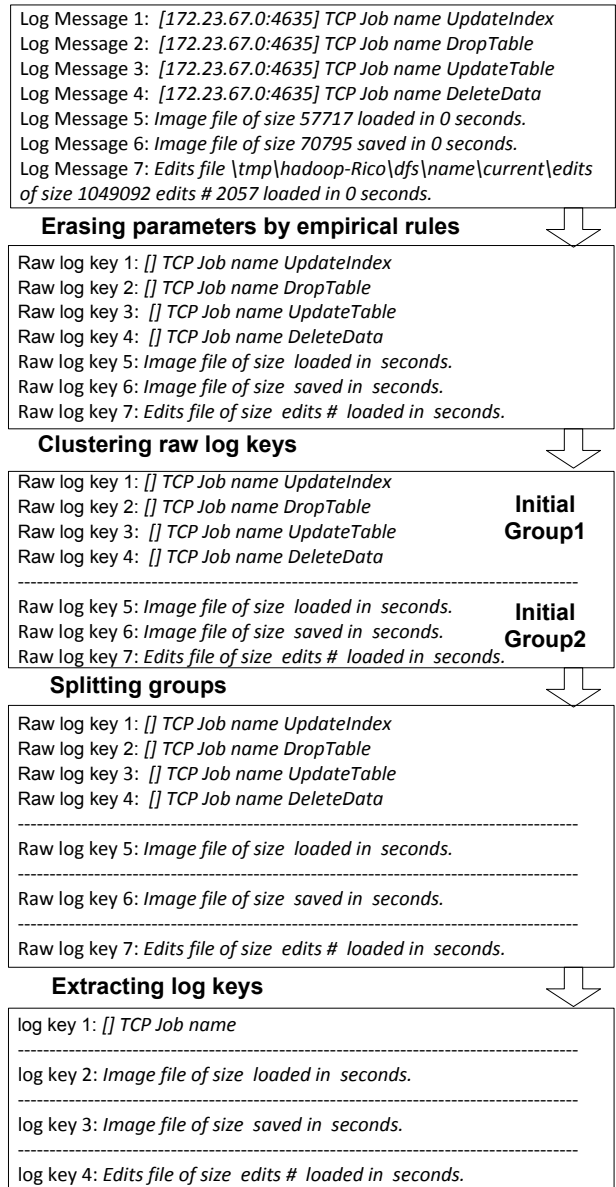 Log Message 1: [172.23.67.0:4635] TCP Job name UpdateIndex
Log Message 2: [172.23.67.0:4635] TCP Job name DropTable
Log Message 3: [172.23.67.0:4635] TCP Job name UpdateTable
Log Message 4: [172.23.67.0:4635] TCP Job name DeleteData
Log Message 5: Image file of size 57717 loaded in 0 seconds.
Log Message 6: Image file of size 70795 saved in 0 seconds.
Log Message 7: Edits file \tmp\hadoop-Rico\dfs\name\current\edits
of size 1049092 edits # 2057 loaded in 0 seconds.
Erasing parameters by empirical rules
Raw log key 1: [] TCP Job name UpdateIndex
Raw log key 2: [] TCP Job name DropTable
Raw log key 3: [] TCP Job name UpdateTable
Raw log key 4: [] TCP Job name DeleteData
Raw log key 5: Image file of size loaded in seconds.
Raw log key 6: Image file of size saved in seconds.
Raw log key 7: Edits file of size edits # loaded in seconds.
Clustering raw log keys
Raw log key 1: [] TCP Job name UpdateIndex
Raw log key 2: [] TCP Job name DropTable
Raw log key 3: [] TCP Job name UpdateTable
Raw log key 4: [] TCP Job name DeleteData
Initial
Group1
------------------------------------------------------------
Raw log key 5: Image file of size loaded in seconds.
Raw log key 6: Image file of size saved in seconds.
Raw log key 7: Edits file of size edits # loaded in seconds.
Initial
Group2
Splitting groups
Raw log key 1: [] TCP Job name UpdateIndex
Raw log key 2: [] TCP Job name DropTable
Raw log key 3: [] TCP Job name UpdateTable
Raw log key 4: [] TCP Job name DeleteData
------------------------------------------------------------
Raw log key 5: Image file of size loaded in seconds.
------------------------------------------------------------
Raw log key 6: Image file of size saved in seconds.
------------------------------------------------------------
Raw log key 7: Edits file of size edits # loaded in seconds.
Extracting log keys
log key 1: [] TCP Job name
------------------------------------------------------------
log key 2: Image file of size loaded in seconds.
------------------------------------------------------------
log key 3: Image file of size saved in seconds.
------------------------------------------------------------
log key 4: Edits file of size edits # loaded in seconds.